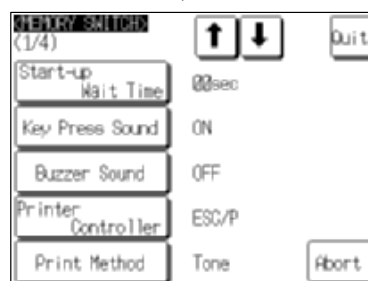 <MEMORY SWITCH>
(1/4)
Quit
Start-up
Wait Time
00sec
Key Press Sound
ON
Buzzer Sound
OFF
Printer
Controller
ESC/P
Print Method
Tone
Abort